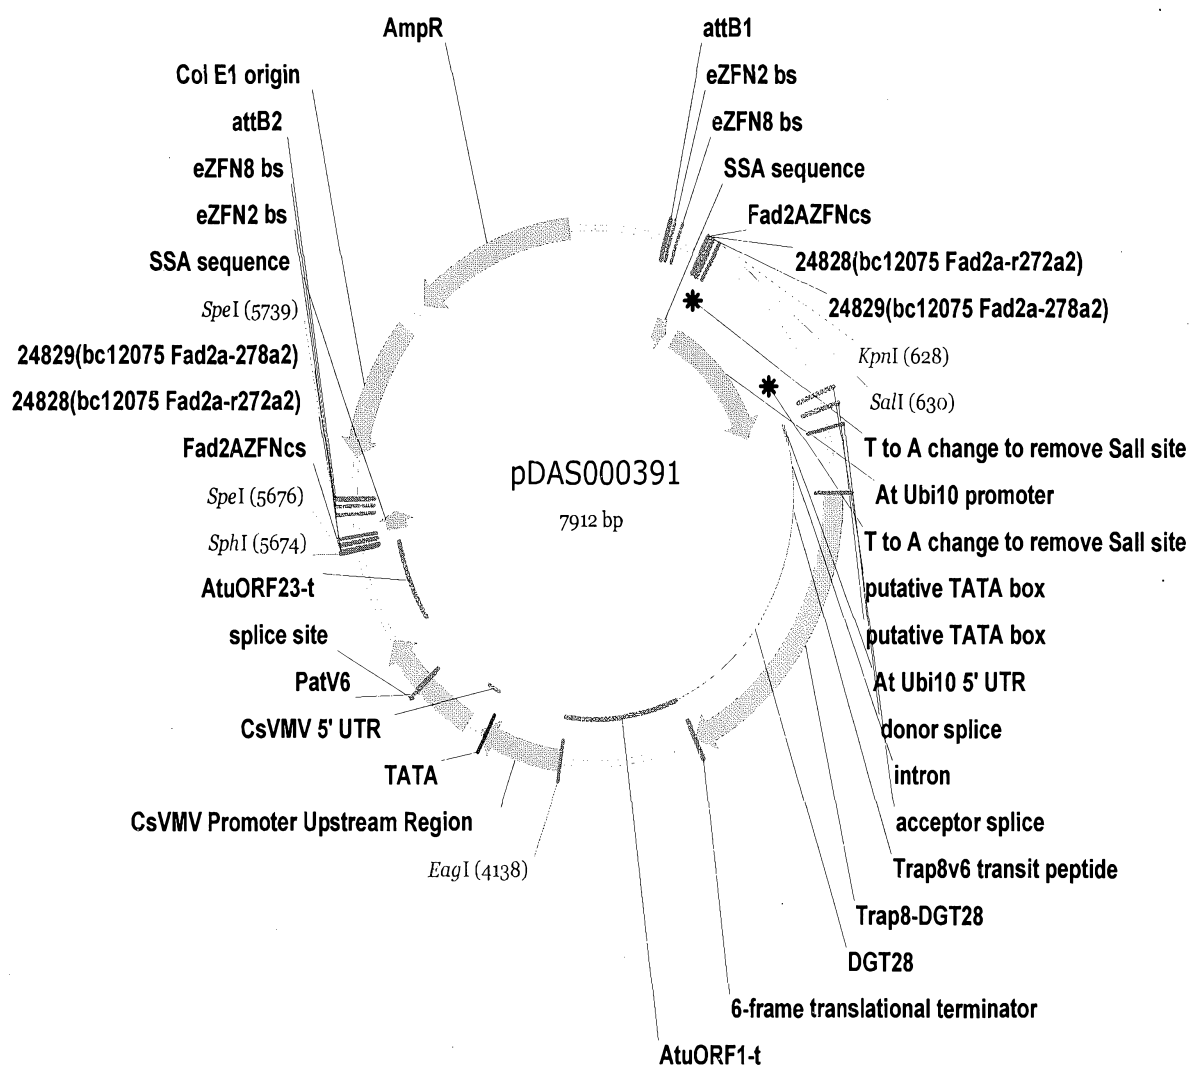 AmpR
attB1
Col E1 origin
eZFN2 bs
attB2
eZFN8 bs
eZFN8 bs
SSA sequence
eZFN2 bs
Fad2AZFNcs
SSA sequence
24828(bc12075 Fad2a-r272a2)
SpeI (5739)
24829(bc12075 Fad2a-278a2)
24829(bc12075 Fad2a-278a2)
KpnI (628)
24828(bc12075 Fad2a-r272a2)
SalI (630)
Fad2AZFNcs
T to A change to remove SalI site
pDAS000391
SpeI (5676)
At Ubi10 promoter
7912 bp
SphI (5674)
T to A change to remove SalI site
AtuORF23-t
putative TATA box
splice site
putative TATA box
PatV6
At Ubi10 5' UTR
CsVMV 5' UTR
donor splice
TATA
intron
CsVMV Promoter Upstream Region
acceptor splice
EagI (4138)
Trap8v6 transit peptide
Trap8-DGT28
DGT28
6-frame translational terminator
AtuORF1-t